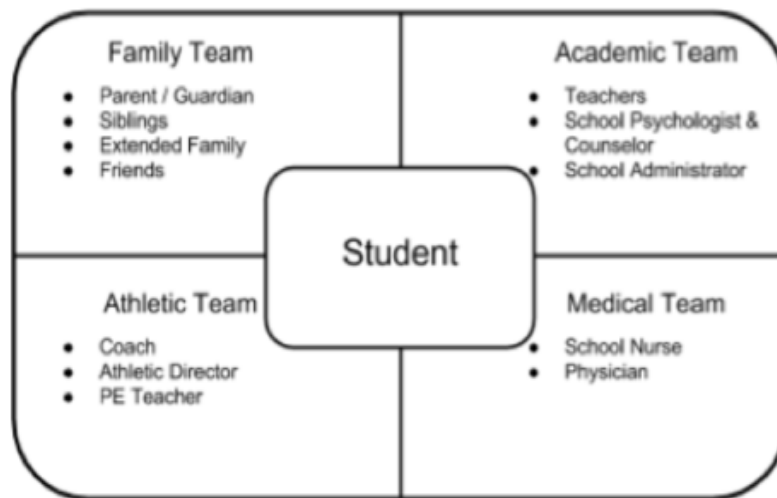 Family Team
● Parent / Guardian
● Siblings
● Extended Family
● Friends
Academic Team
● Teachers
● School Psychologist &
Counselor
● School Administrator
Student
Athletic Team
● Coach
● Athletic Director
● PE Teacher
Medical Team
● School Nurse
● Physician